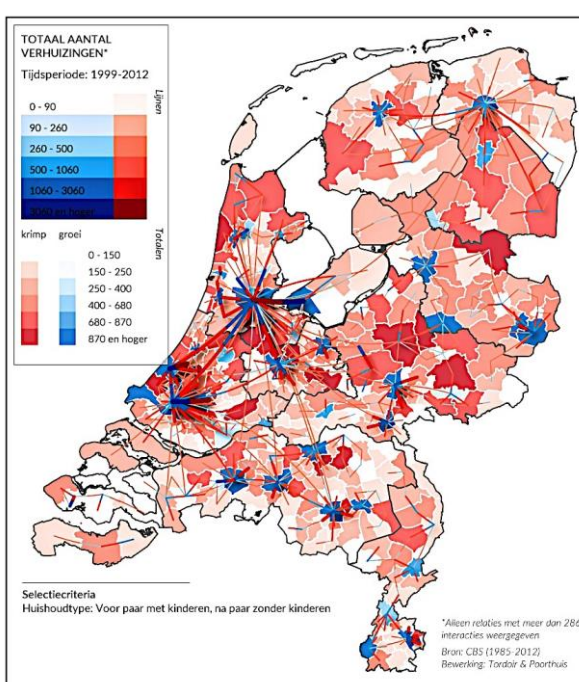 TOTAAL AANTAL
VERHUIZINGEN*
Tijdsperiode: 1999-2012
Lijnen
0 - 90
90 - 260
260 - 500
500 - 1060
1060 - 3060
3060 en hoger
Totalen
krimp groei
0 - 150
150 - 250
250 - 400
400 - 680
680 - 870
870 en hoger
Selectiecriteria
Huishoudtype: Voor paar met kinderen, na paar zonder kinderen
*Alleen relaties met meer dan 286
interacties weergegeven
Bron: CBS (1985-2012)
Bewerking: Tordoir & Poorthuis